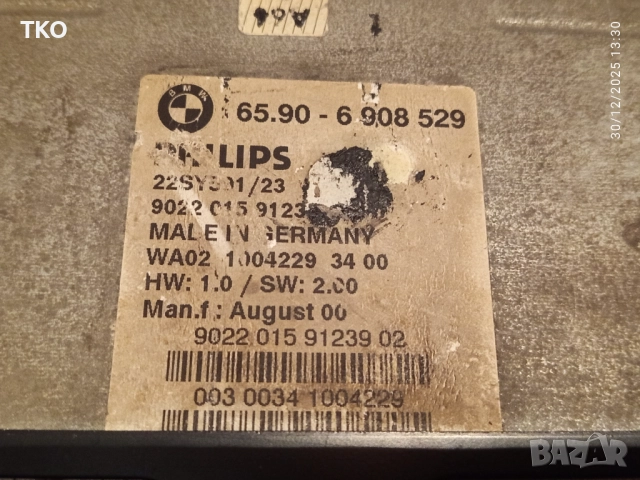 TKO
BMW
65.90 - 6 908 529
PHILIPS
22SY591/23
9022 015 9123
MADE IN GERMANY
WA02 1004229 34 00
HW: 1.0 / SW: 2.00
Man.f : August 00
9022 015 91239 02
003 0034 1004229
30/12/2025 13:30
BAZAR